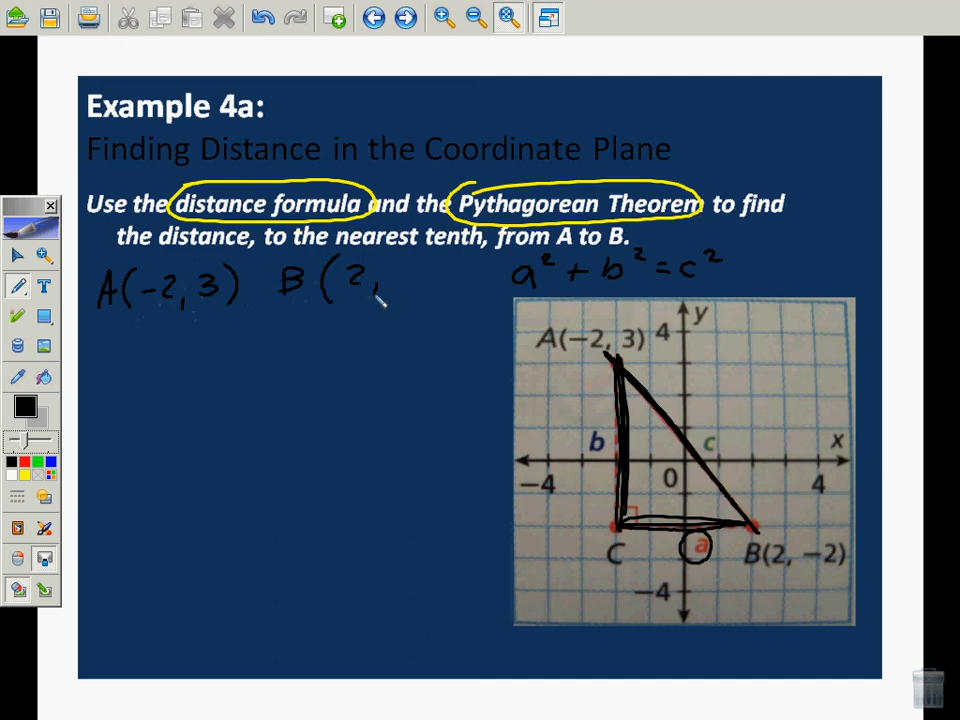 Example 4a:
Finding Distance in the Coordinate Plane
Use the distance formula and the Pythagorean Theorem to find
the distance, to the nearest tenth, from A to B.
A(-2, 3) B (2,
a² + b² = c²
A(−2, 3) 4 y
b c x
−4 0 4
a
C B(2, −2)
−4
T